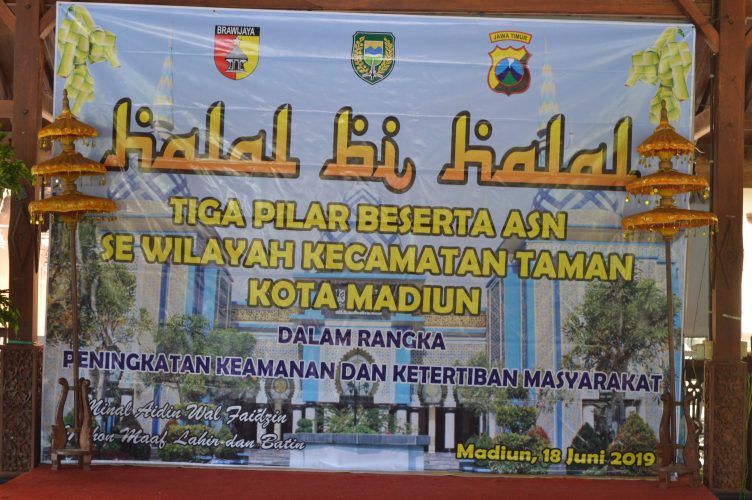 BRAWIJAYA
JAWA TIMUR
halal bi halal
TIGA PILAR BESERTA ASN
SE WILAYAH KECAMATAN TAMAN
KOTA MADIUN
DALAM RANGKA
PENINGKATAN KEAMANAN DAN KETERTIBAN MASYARAKAT
Minal Aidin Wal Faidzin
Mohon Maaf Lahir dan Batin
Madiun, 18 Juni 2019